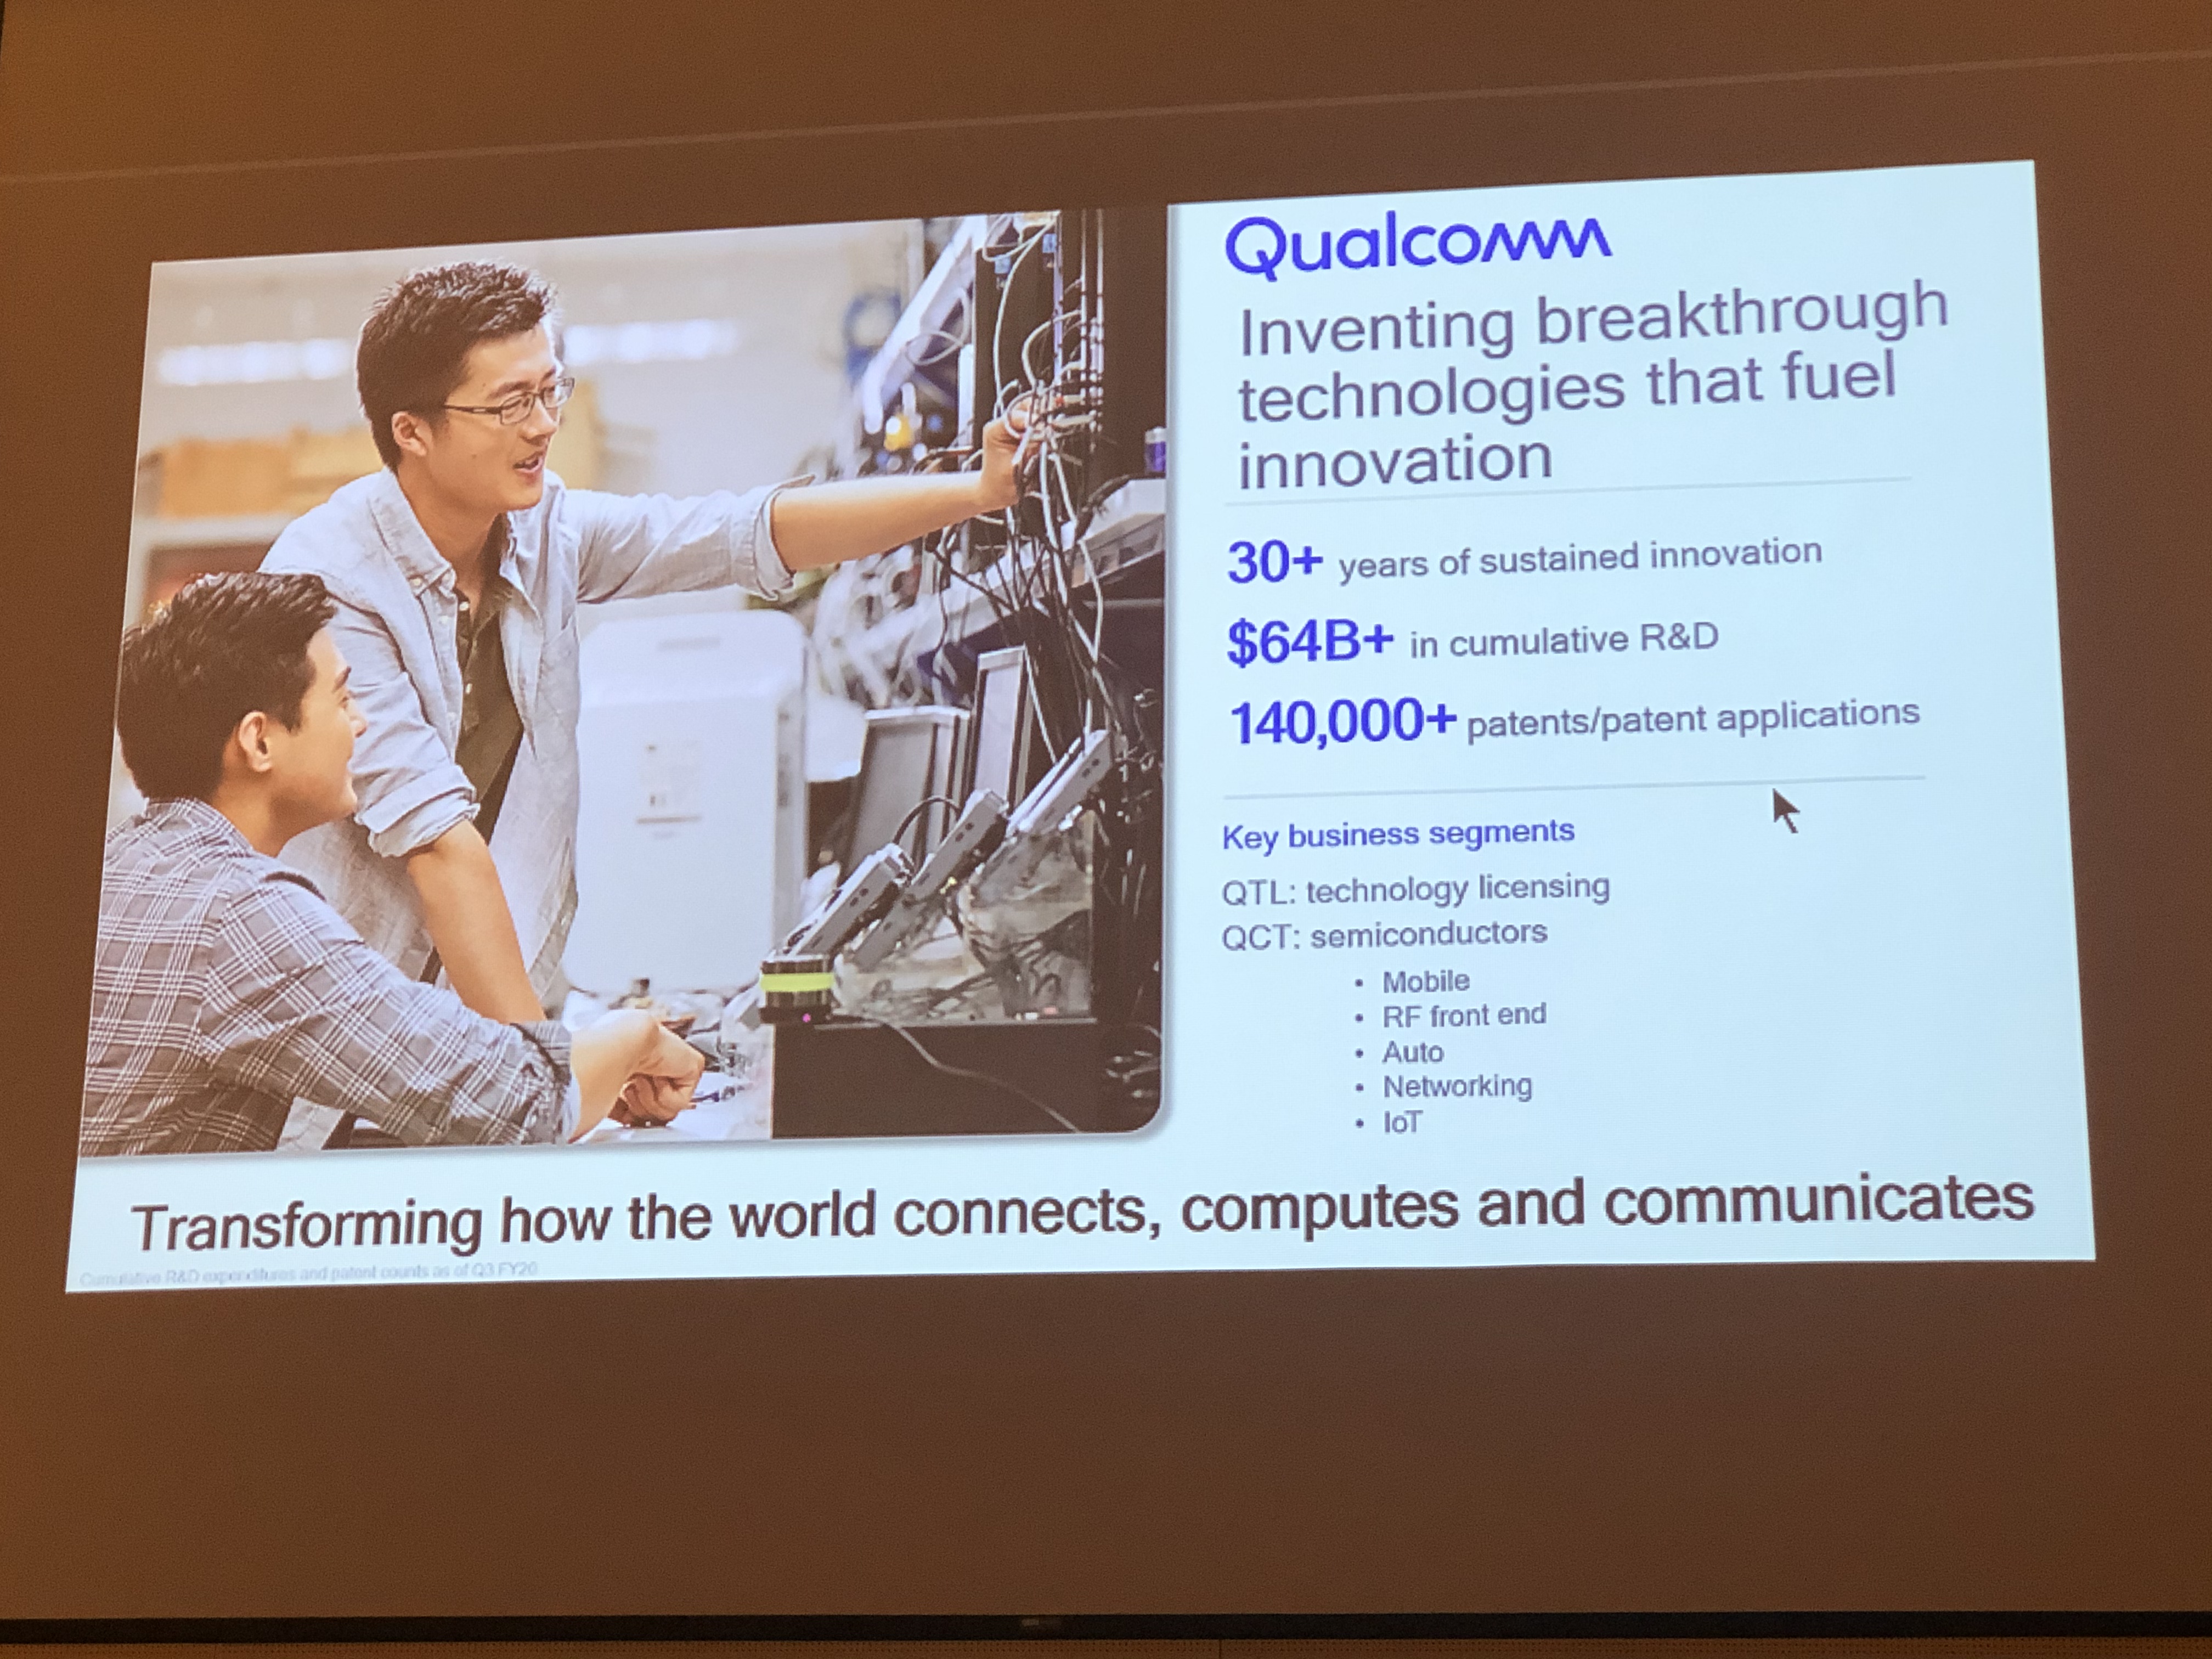 Qualcomm
Inventing breakthrough
technologies that fuel
innovation
30+ years of sustained innovation
$64B+ in cumulative R&D
140,000+ patents/patent applications
Key business segments
QTL: technology licensing
QCT: semiconductors
• Mobile
• RF front end
• Auto
• Networking
• IoT
Transforming how the world connects, computes and communicates
Cumulative R&D expenditures and patent counts as of Q3 FY20